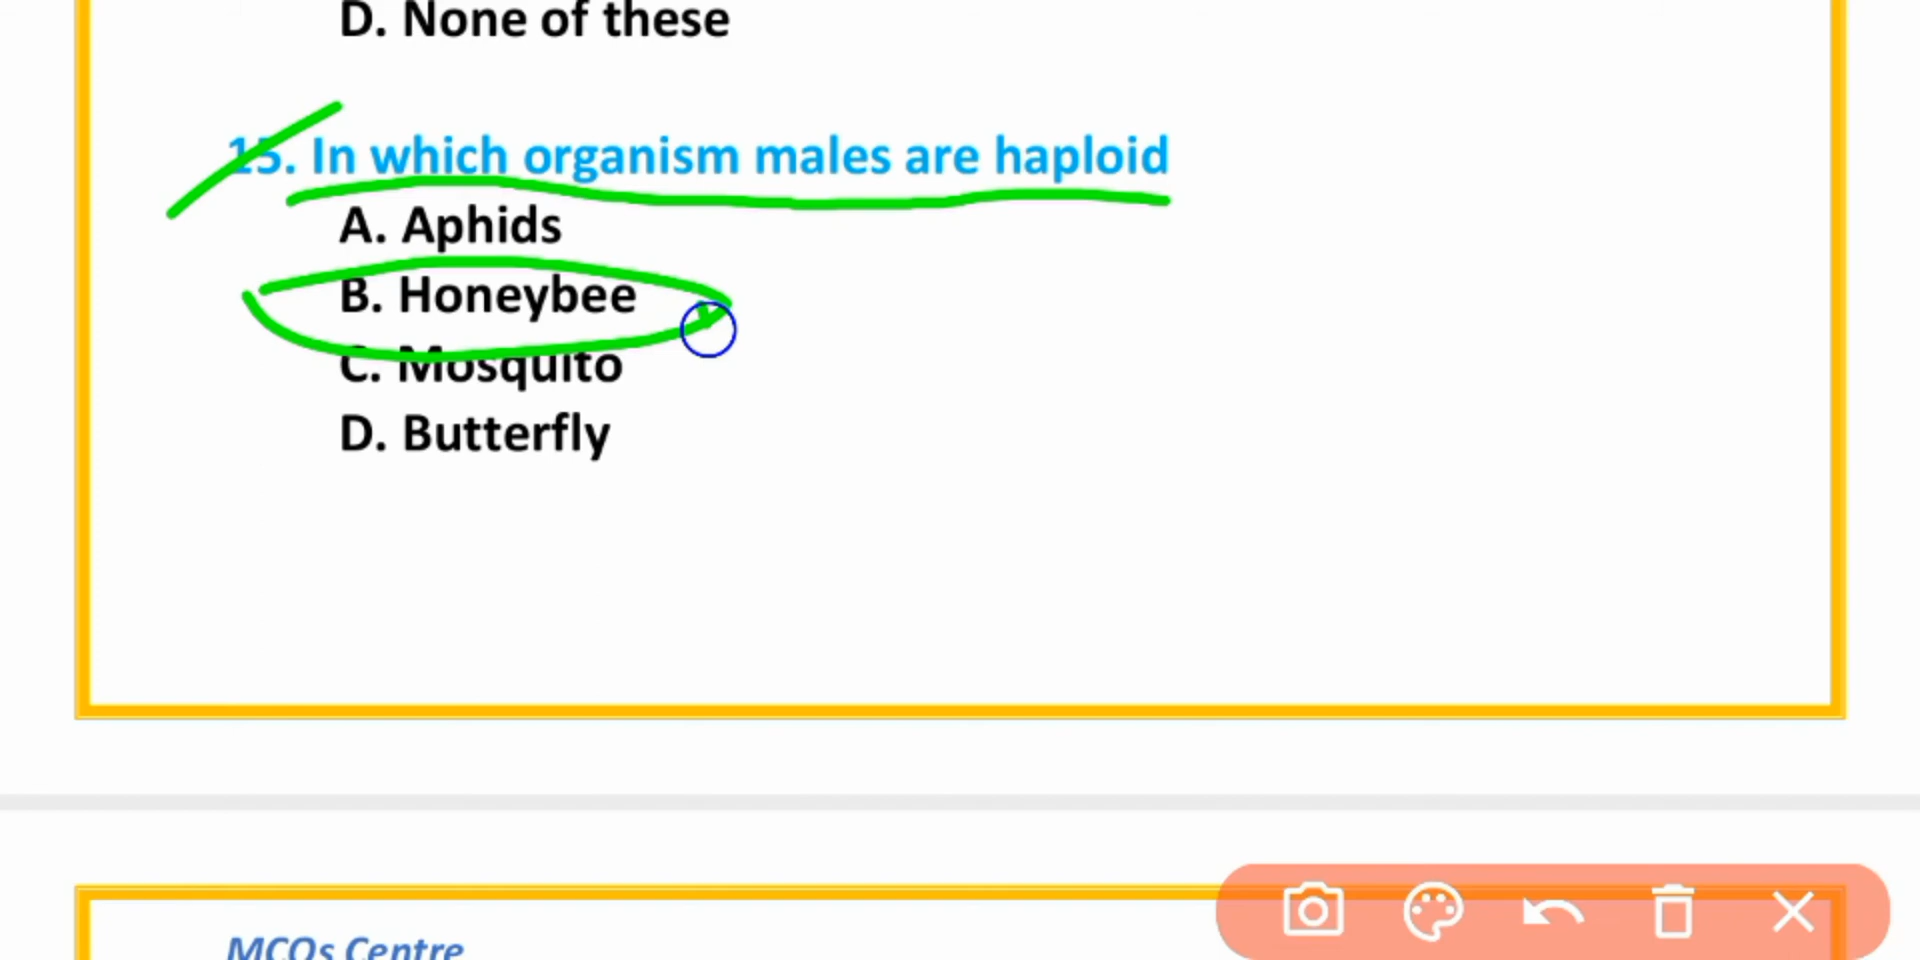 D. None of these
15. In which organism males are haploid
A. Aphids
B. Honeybee
C. Mosquito
D. Butterfly
MCQs Centre